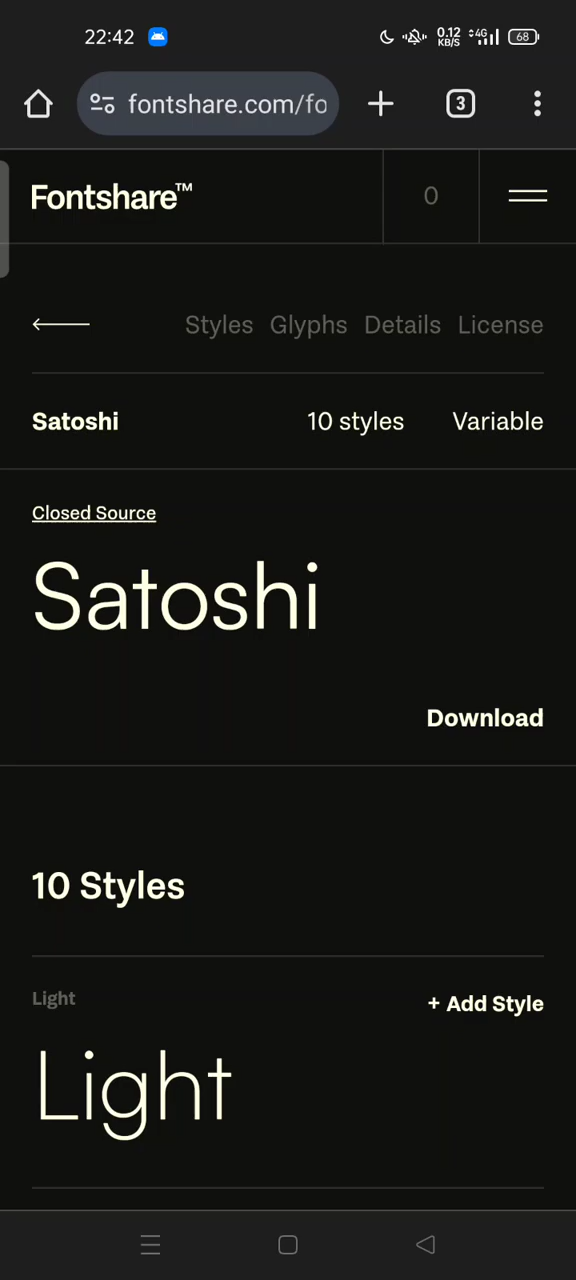 22:42 0.12 KB/S 4G 68
fontshare.com/fo 3
Fontshare™ 0
Styles Glyphs Details License
Satoshi 10 styles Variable
Closed Source
Satoshi
Download
10 Styles
Light + Add Style
Light